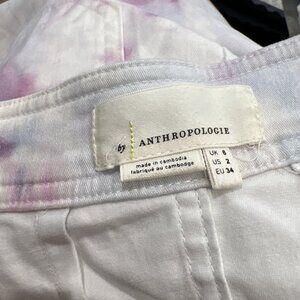 by ANTHROPOLOGIE
made in cambodia
fabriqué au cambodge
UK 6
US 2
EU 34